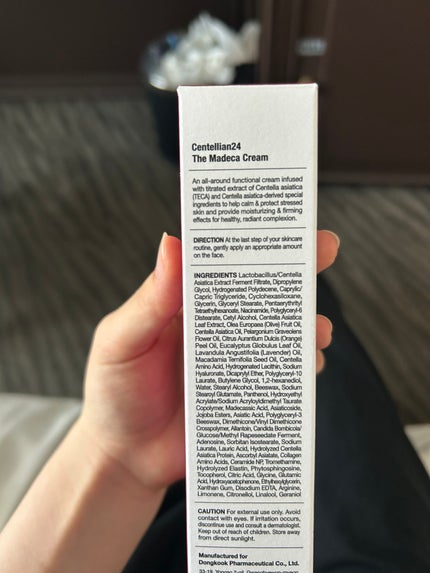 Centellian24
The Madeca Cream
An all-around functional cream infused
with titrated extract of Centella asiatica
(TECA) and Centella asiatica-derived special
ingredients to help calm & protect stressed
skin and provide moisturizing & firming
effects for healthy, radiant complexion.
DIRECTION At the last step of your skincare
routine, gently apply an appropriate amount
on the face.
INGREDIENTS Lactobacillus/Centella
Asiatica Extract Ferment Filtrate, Dipropylene
Glycol, Hydrogenated Polydecene, Caprylic/
Capric Triglyceride, Cyclohexasiloxane,
Glycerin, Glyceryl Stearate, Pentaerythrityl
Tetraethylhexanoate, Niacinamide, Polyglyceryl-6
Distearate, Cetyl Alcohol, Centella Asiatica
Leaf Extract, Olea Europaea (Olive) Fruit Oil,
Centella Asiatica Oil, Pelargonium Graveolens
Flower Oil, Citrus Aurantium Dulcis (Orange)
Peel Oil, Eucalyptus Globulus Leaf Oil,
Lavandula Angustifolia (Lavender) Oil,
Macadamia Ternifolia Seed Oil, Centella
Amino Acid, Hydrogenated Lecithin, Sodium
Hyaluronate, Dicaprylyl Ether, Polyglyceryl-10
Laurate, Butylene Glycol, 1,2-hexanediol,
Water, Stearyl Alcohol, Beeswax, Sodium
Stearoyl Glutamate, Panthenol, Hydroxyethyl
Acrylate/Sodium Acryloyldimethyl Taurate
Copolymer, Madecassic Acid, Asiaticoside,
Jojoba Esters, Asiatic Acid, Polyglyceryl-3
Beeswax, Dimethicone/Vinyl Dimethicone
Crosspolymer, Allantoin, Candida Bombicola/
Glucose/Methyl Rapeseedate Ferment,
Adenosine, Sorbitan Isostearate, Sodium
Laurate, Lauric Acid, Hydrolyzed Centella
Asiatica Protein, Ascorbyl Asiatate, Collagen
Amino Acids, Ceramide NP, Tromethamine,
Hydrolyzed Elastin, Phytosphingosine,
Tocopherol, Citric Acid, Glycine, Glutamic
Acid, Hydroxyacetophenone, Ethylhexylglycerin,
Xanthan Gum, Disodium EDTA, Arginine,
Limonene, Citronellol, Linalool, Geraniol
CAUTION For external use only. Avoid
contact with eyes. If irritation occurs,
discontinue use and consult a dermatologist.
Keep out of reach of children. Store away
from direct sunlight.
Manufactured for
Dongkook Pharmaceutical Co., Ltd.